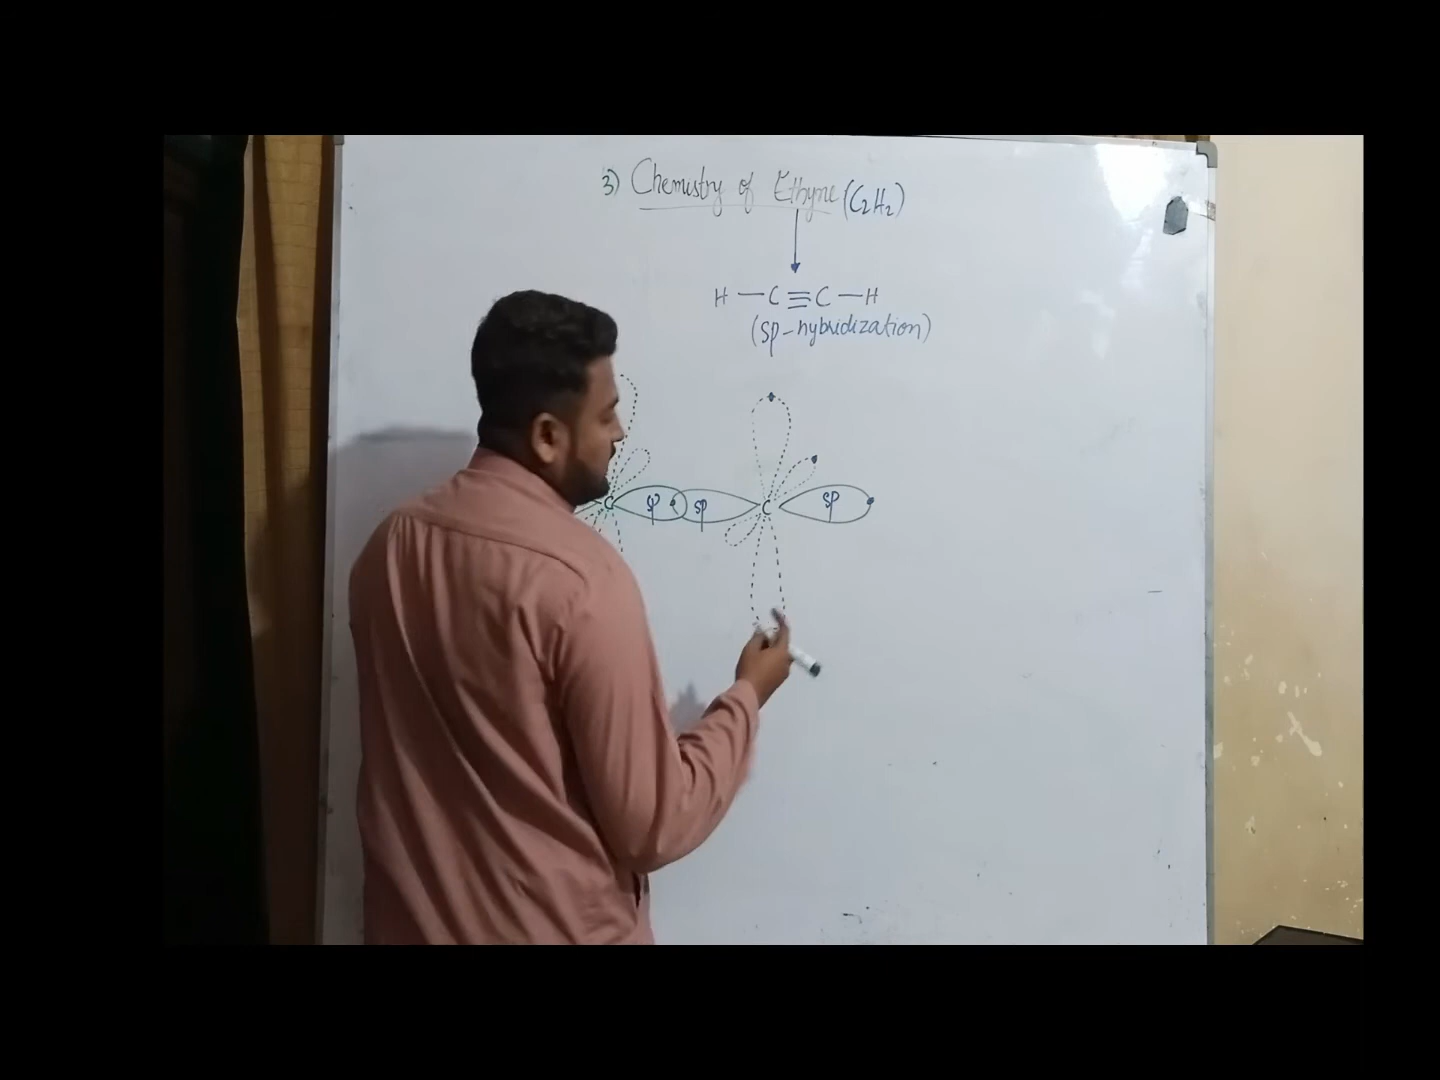 3) Chemistry of Ethyne (C₂H₂)
H — C ≡ C — H
(sp-hybridization)
C sp sp C sp